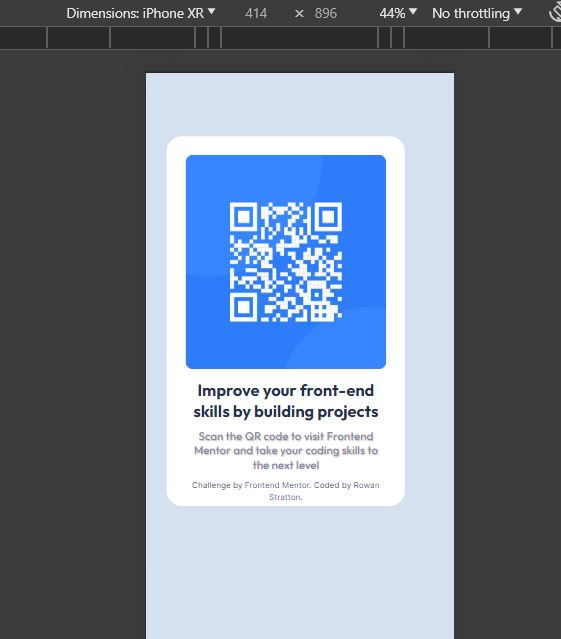 Dimensions: iPhone XR ▼ 414 × 896 44% ▼ No throttling ▼
Improve your front-end
skills by building projects
Scan the QR code to visit Frontend
Mentor and take your coding skills to
the next level
Challenge by Frontend Mentor. Coded by Rowan
Stratton.